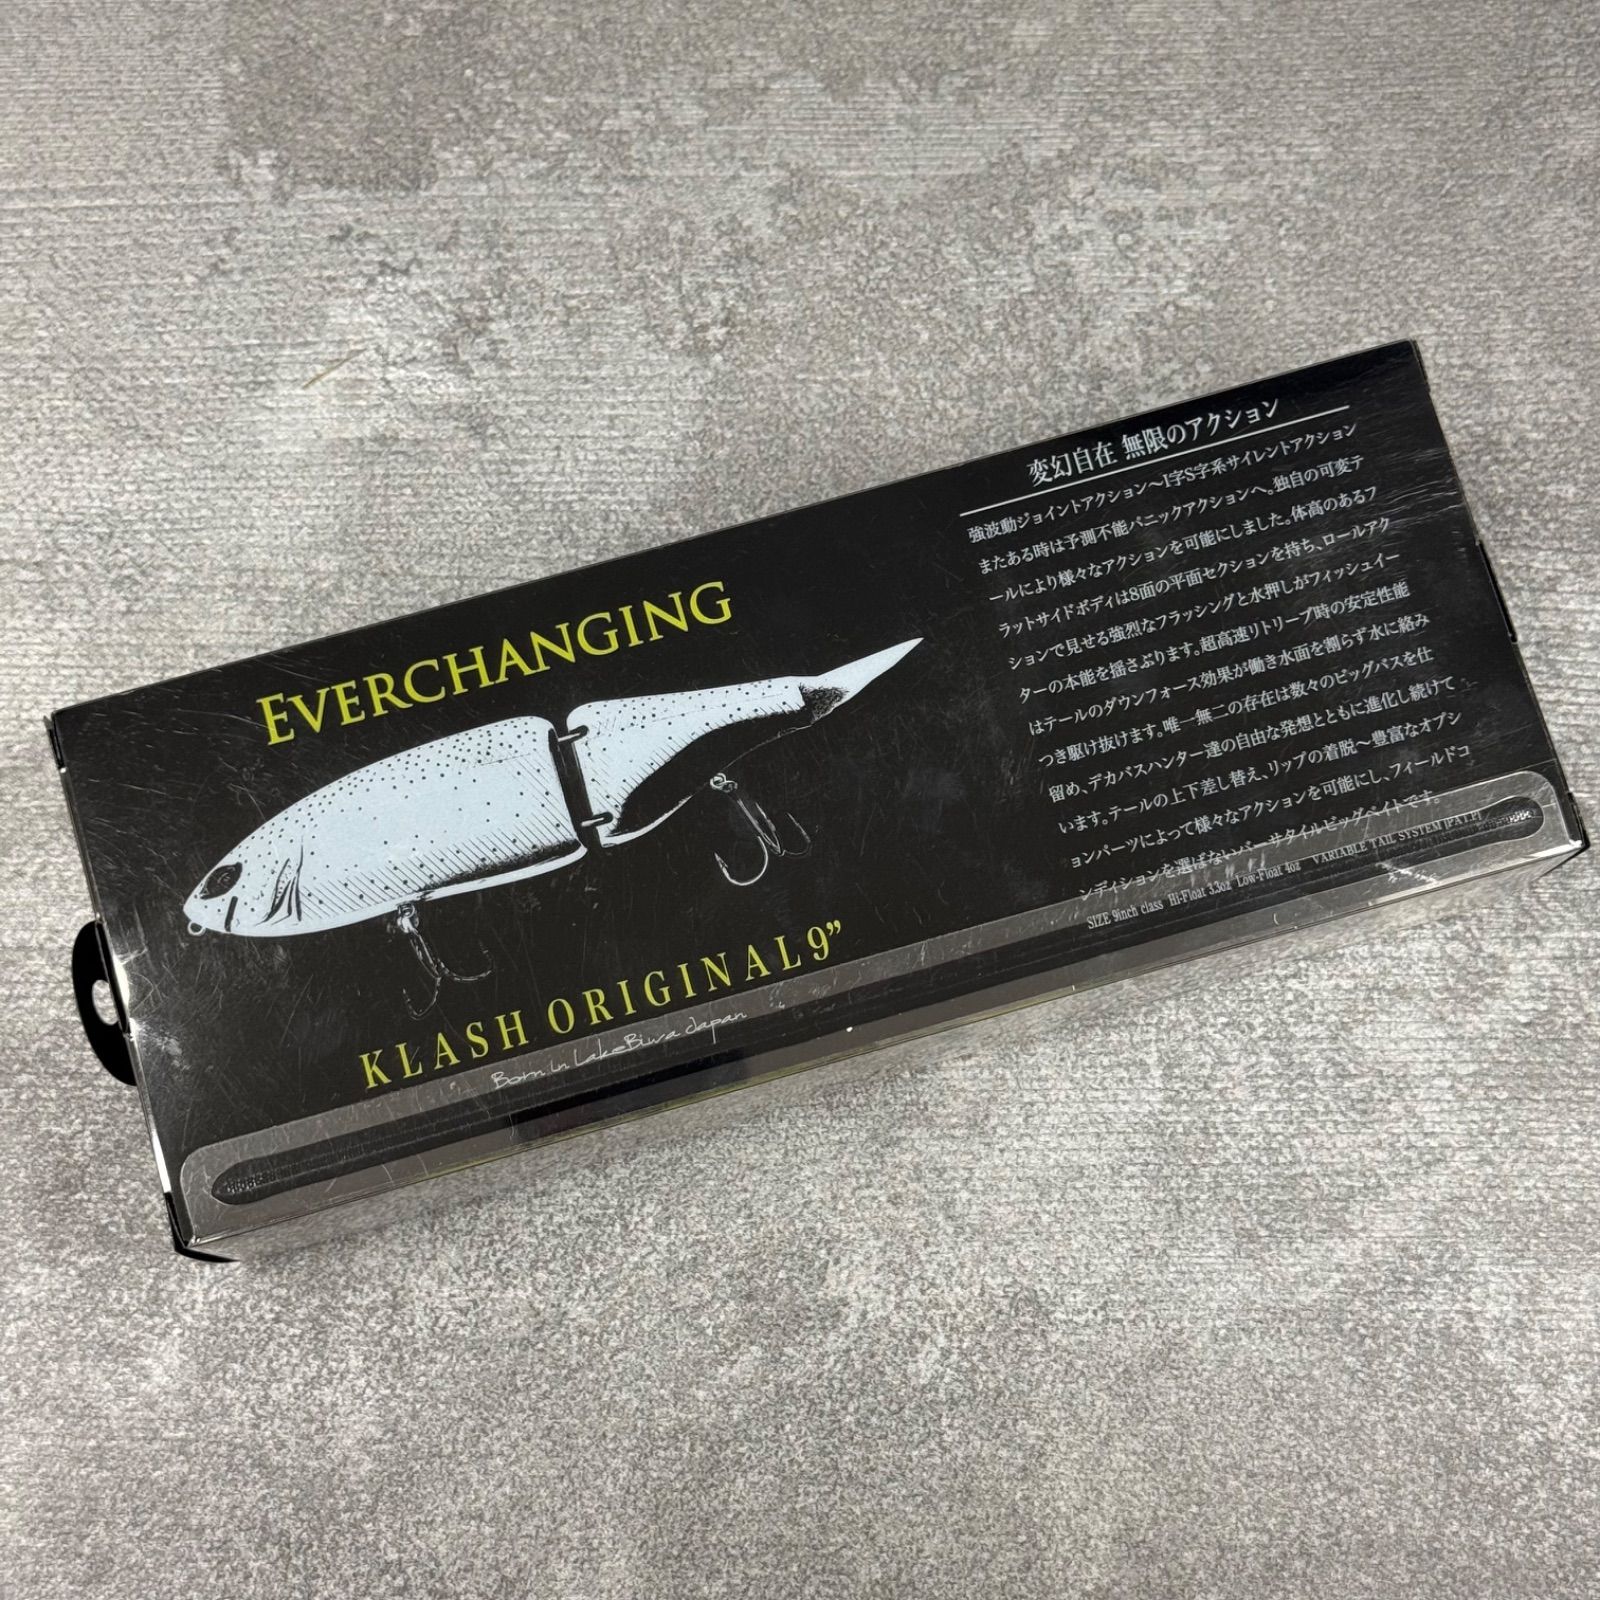 EVERCHANGING
KLASH ORIGINAL 9”
Born in LakeBiwa Japan
変幻自在 無限のアクション
強波動ジョイントアクション～I字S字系サイレントアクション
またある時は予測不能パニックアクションへ。独自の可変テ
ールにより様々なアクションを可能にしました。体高のあるフ
ラットサイドボディは8面の平面セクションを持ち、ロールアク
ションで見せる強烈なフラッシングと水押しがフィッシュイー
ターの本能を揺さぶります。超高速リトリーブ時の安定性能
はテールのダウンフォース効果が働き水面を割らず水に絡み
つき駆け抜けます。唯一無二の存在は数々のビッグバスを仕
留め、デカバスハンター達の自由な発想とともに進化し続けて
います。テールの上下差し替え、リップの着脱～豊富なオプシ
ョンパーツによって様々なアクションを可能にし、フィールドコ
ンディションを選ばないバーサタイルビッグベイトです。
SIZE 9inch class Hi-Float 3.3oz Low-Float 4oz VARIABLE TAIL SYSTEM [PAT.P]